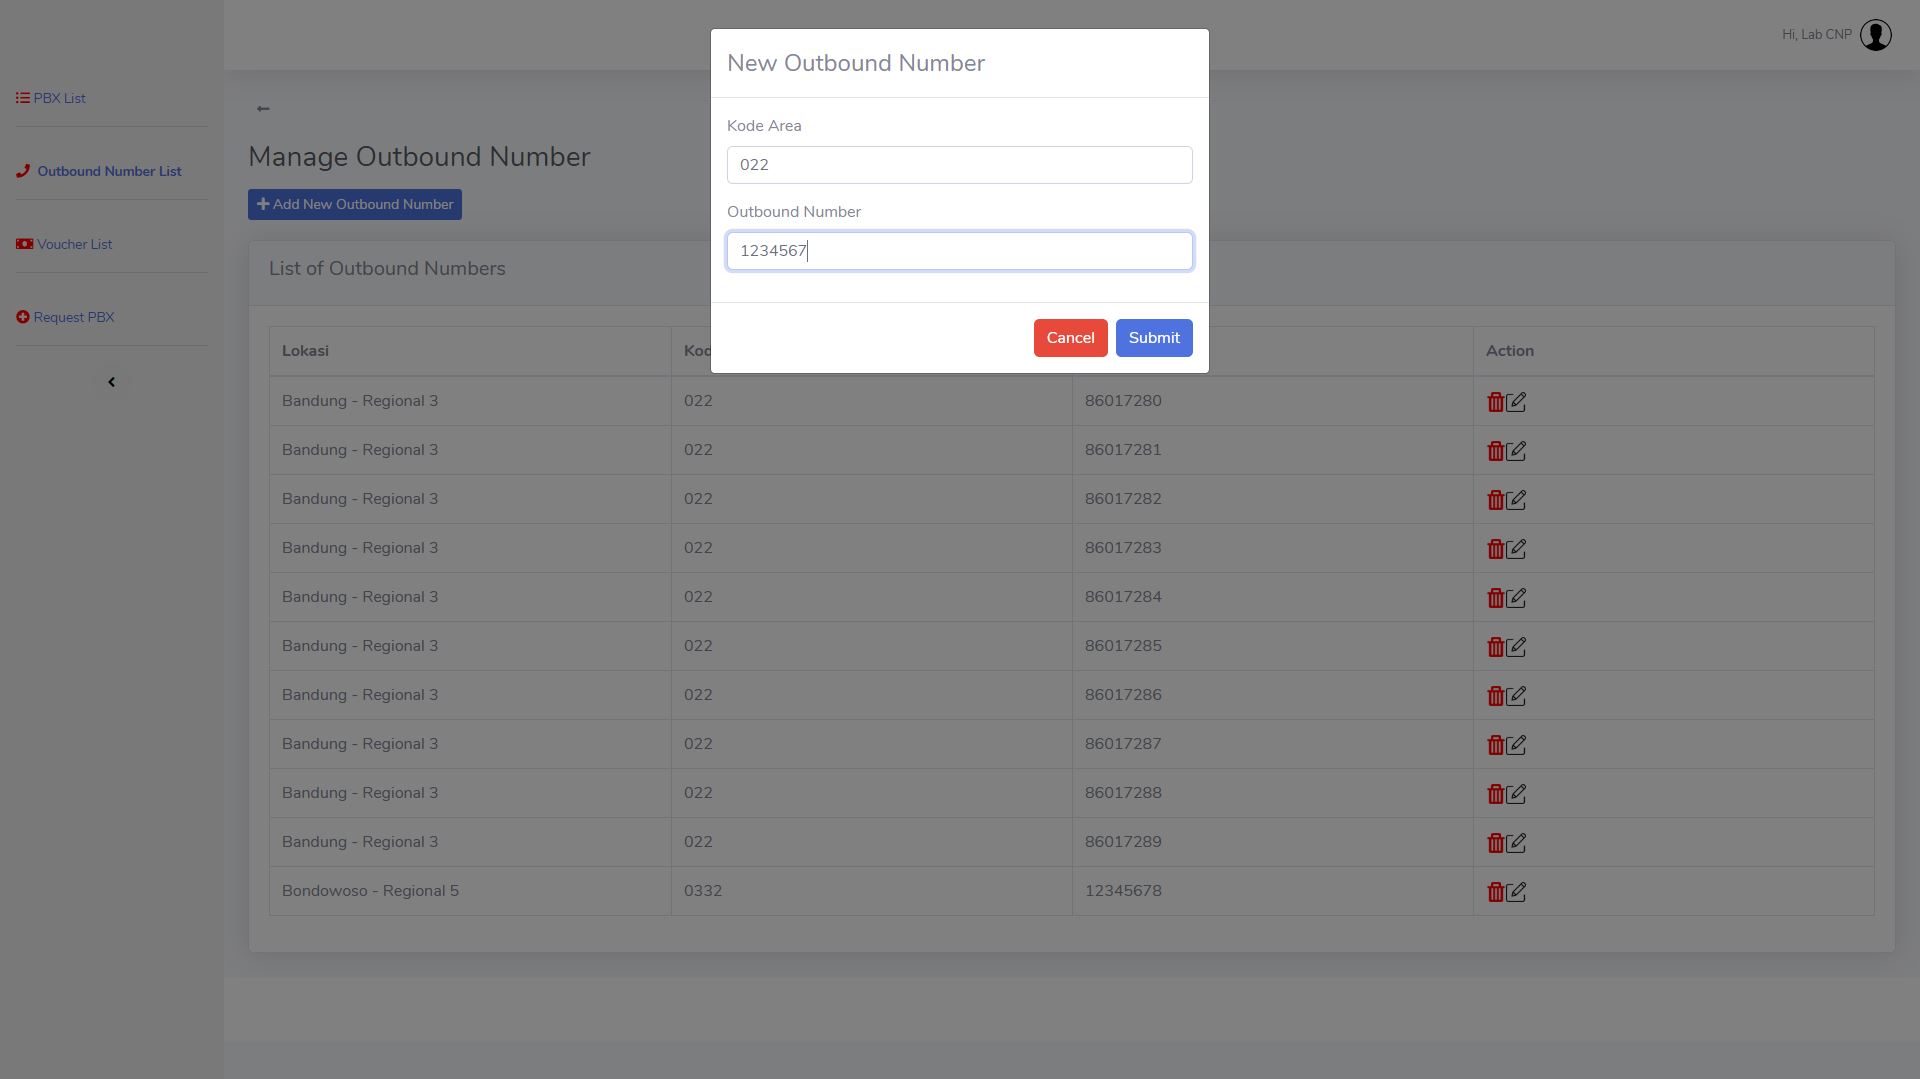 Hi, Lab CNP
PBX List
Outbound Number List
Voucher List
Request PBX
Manage Outbound Number
Add New Outbound Number
List of Outbound Numbers
New Outbound Number
Kode Area
022
Outbound Number
1234567
Cancel Submit
Lokasi Kod Action
Bandung - Regional 3 022 86017280
Bandung - Regional 3 022 86017281
Bandung - Regional 3 022 86017282
Bandung - Regional 3 022 86017283
Bandung - Regional 3 022 86017284
Bandung - Regional 3 022 86017285
Bandung - Regional 3 022 86017286
Bandung - Regional 3 022 86017287
Bandung - Regional 3 022 86017288
Bandung - Regional 3 022 86017289
Bondowoso - Regional 5 0332 12345678